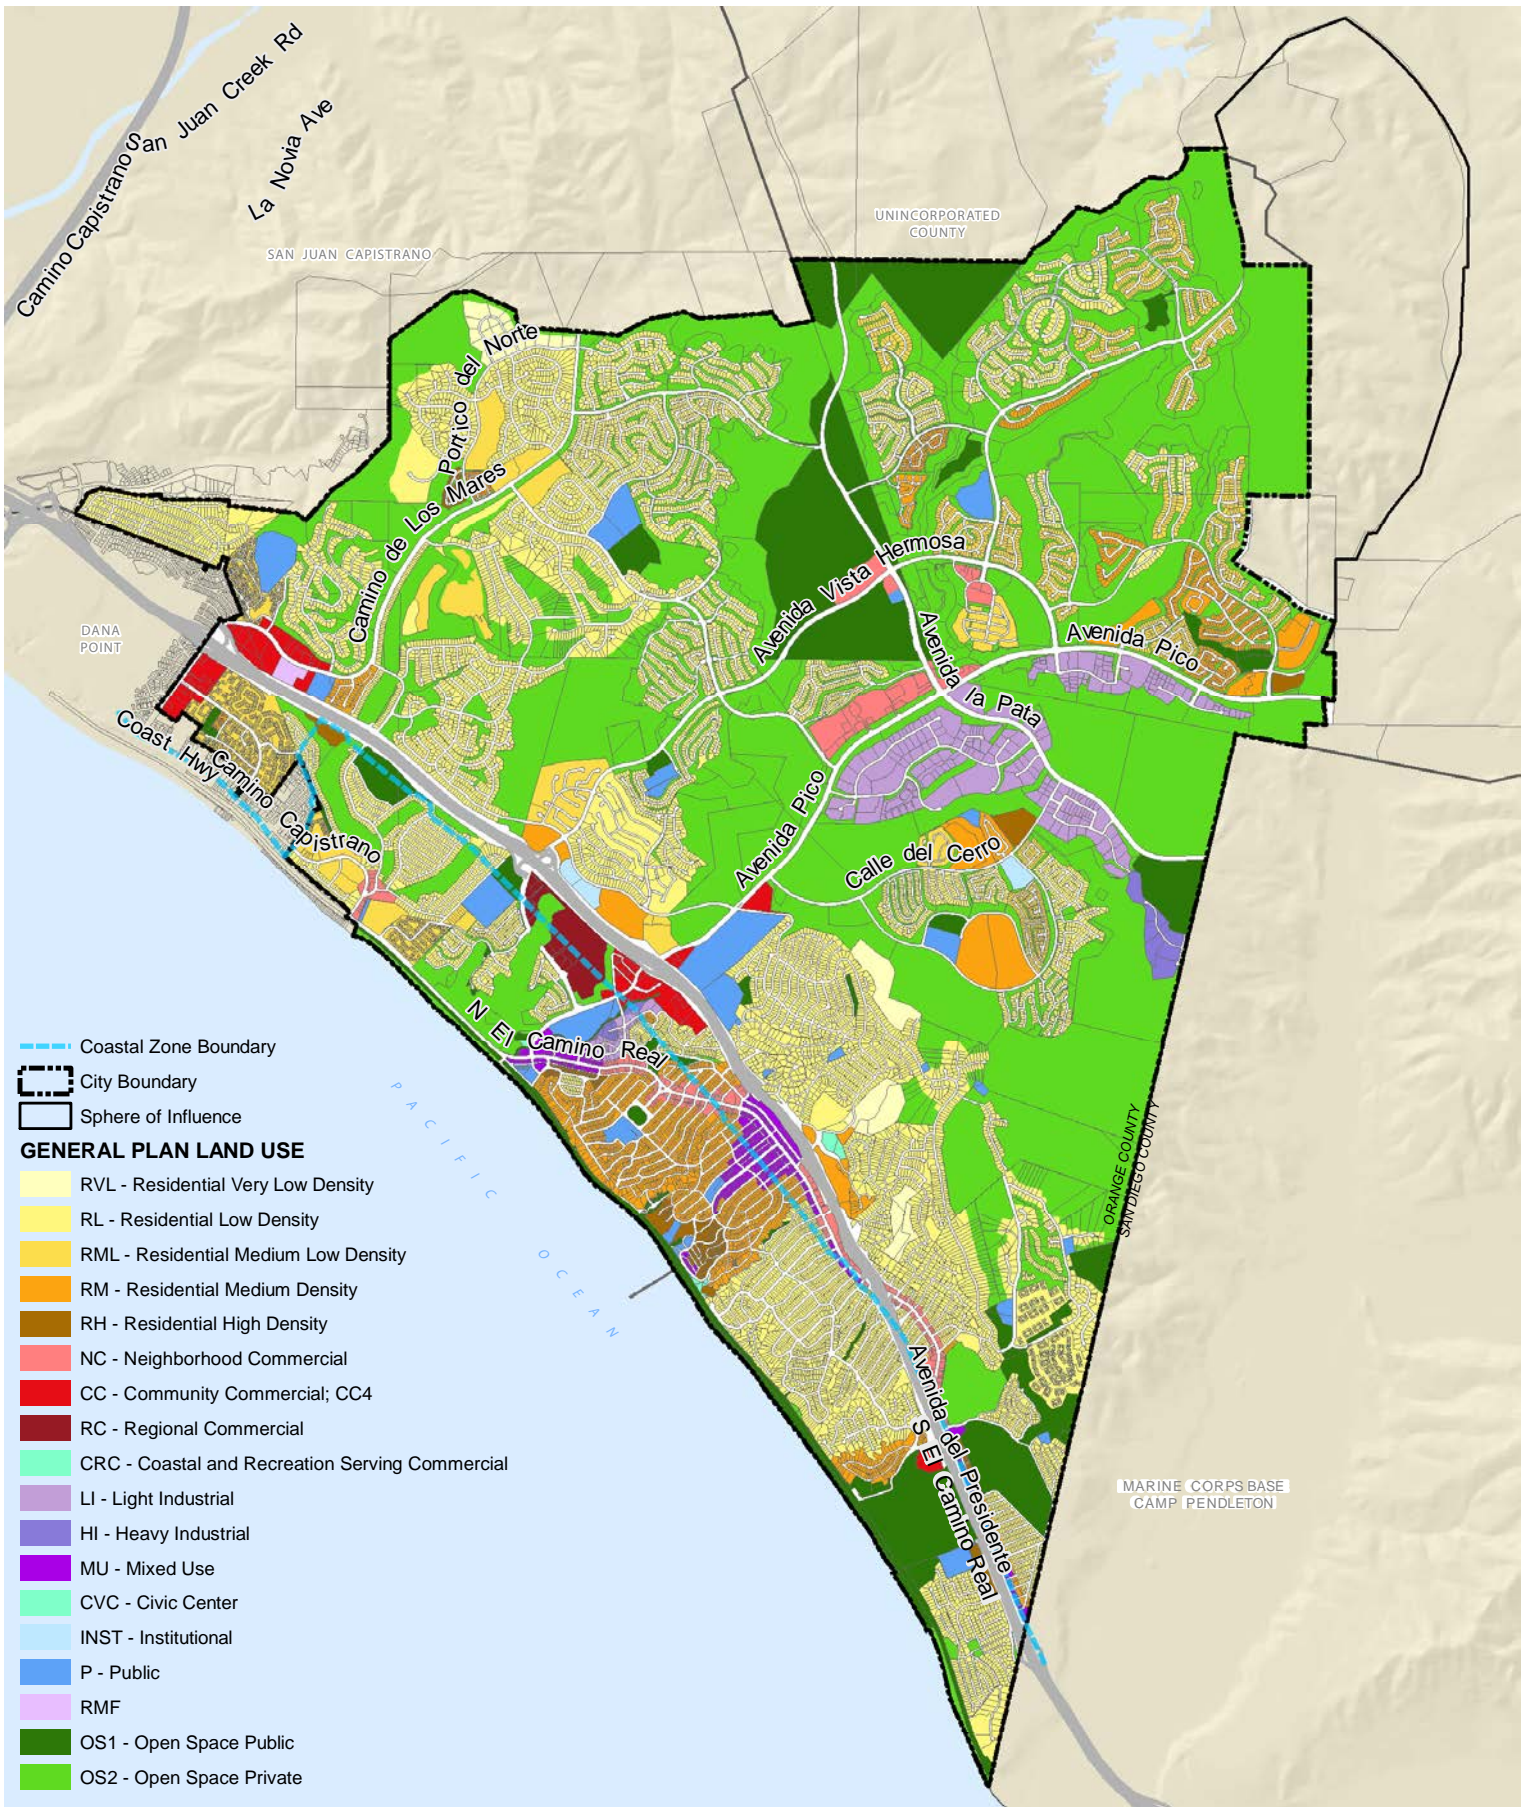 San Juan Creek Rd
La Novia Ave
Camino Capistrano
SAN JUAN CAPISTRANO
UNINCORPORATED
COUNTY
Portico del Norte
Camino de Los Mares
Avenida Vista Hermosa
DANA
POINT
Avenida Pico
Avenida la Pata
Coast Hwy
Camino Capistrano
Avenida Pico
Calle del Cerro
N El Camino Real
PACIFIC OCEAN
ORANGE COUNTY
SAN DIEGO COUNTY
Avenida del Presidente
S El Camino Real
MARINE CORPS BASE
CAMP PENDLETON
Coastal Zone Boundary
City Boundary
Sphere of Influence
GENERAL PLAN LAND USE
RVL - Residential Very Low Density
RL - Residential Low Density
RML - Residential Medium Low Density
RM - Residential Medium Density
RH - Residential High Density
NC - Neighborhood Commercial
CC - Community Commercial; CC4
RC - Regional Commercial
CRC - Coastal and Recreation Serving Commercial
LI - Light Industrial
HI - Heavy Industrial
MU - Mixed Use
CVC - Civic Center
INST - Institutional
P - Public
RMF
OS1 - Open Space Public
OS2 - Open Space Private